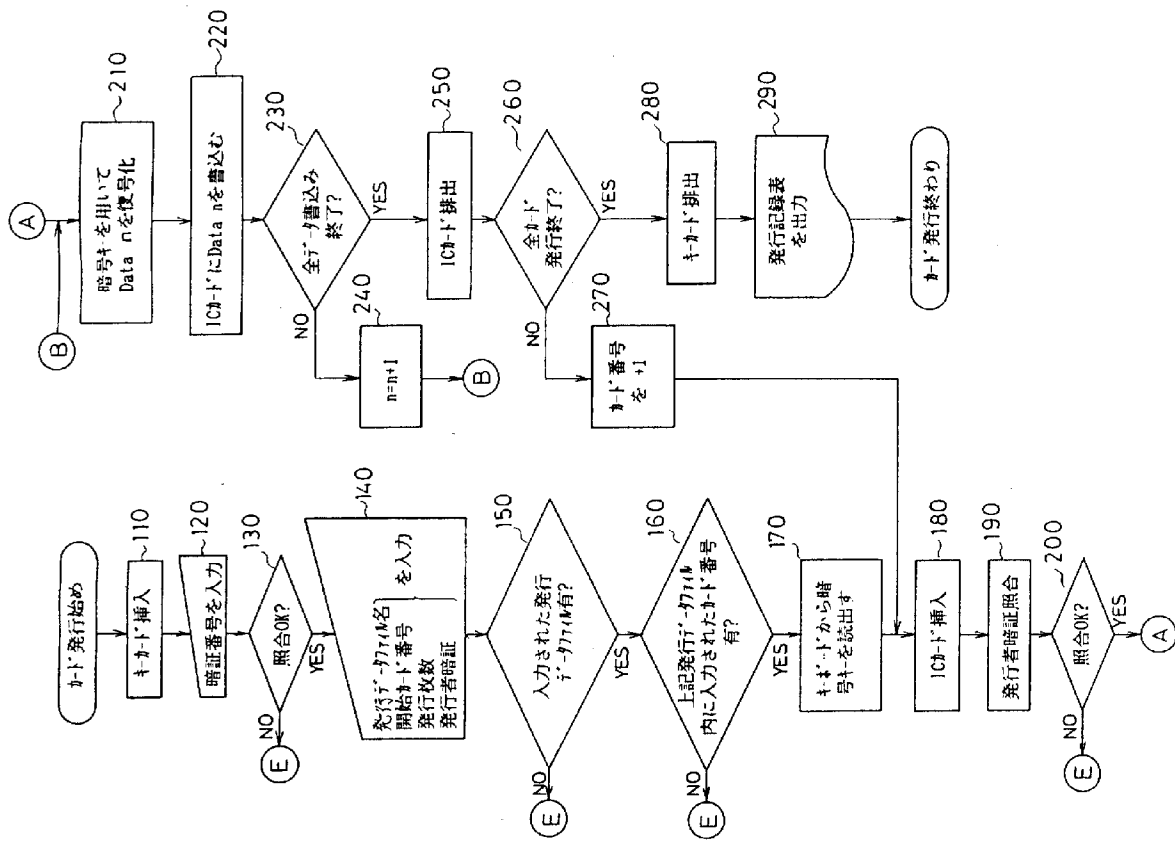 カード発行始め
110
キーカード挿入
120
暗証番号を入力
130
照合OK?
NO
E
YES
140
発行データファイル名
開始カード番号
発行枚数
発行者暗証
を入力
150
入力された発行
データファイル有?
NO
E
YES
160
上記発行データファイル
内に入力されたカード番号
有?
NO
E
YES
170
キーボードから暗
号キーを読出す
180
ICカード挿入
190
発行者暗証照合
200
照合OK?
NO
E
YES
A
A
B
210
暗号キーを用いて
Data nを復号化
220
ICカードにData nを書込む
230
全データ書込み
終了?
NO
YES
240
n=n+1
B
250
ICカード排出
260
全カード
発行終了?
NO
YES
270
カード番号
を +1
280
キーカード排出
290
発行記録表
を出力
カード発行終わり